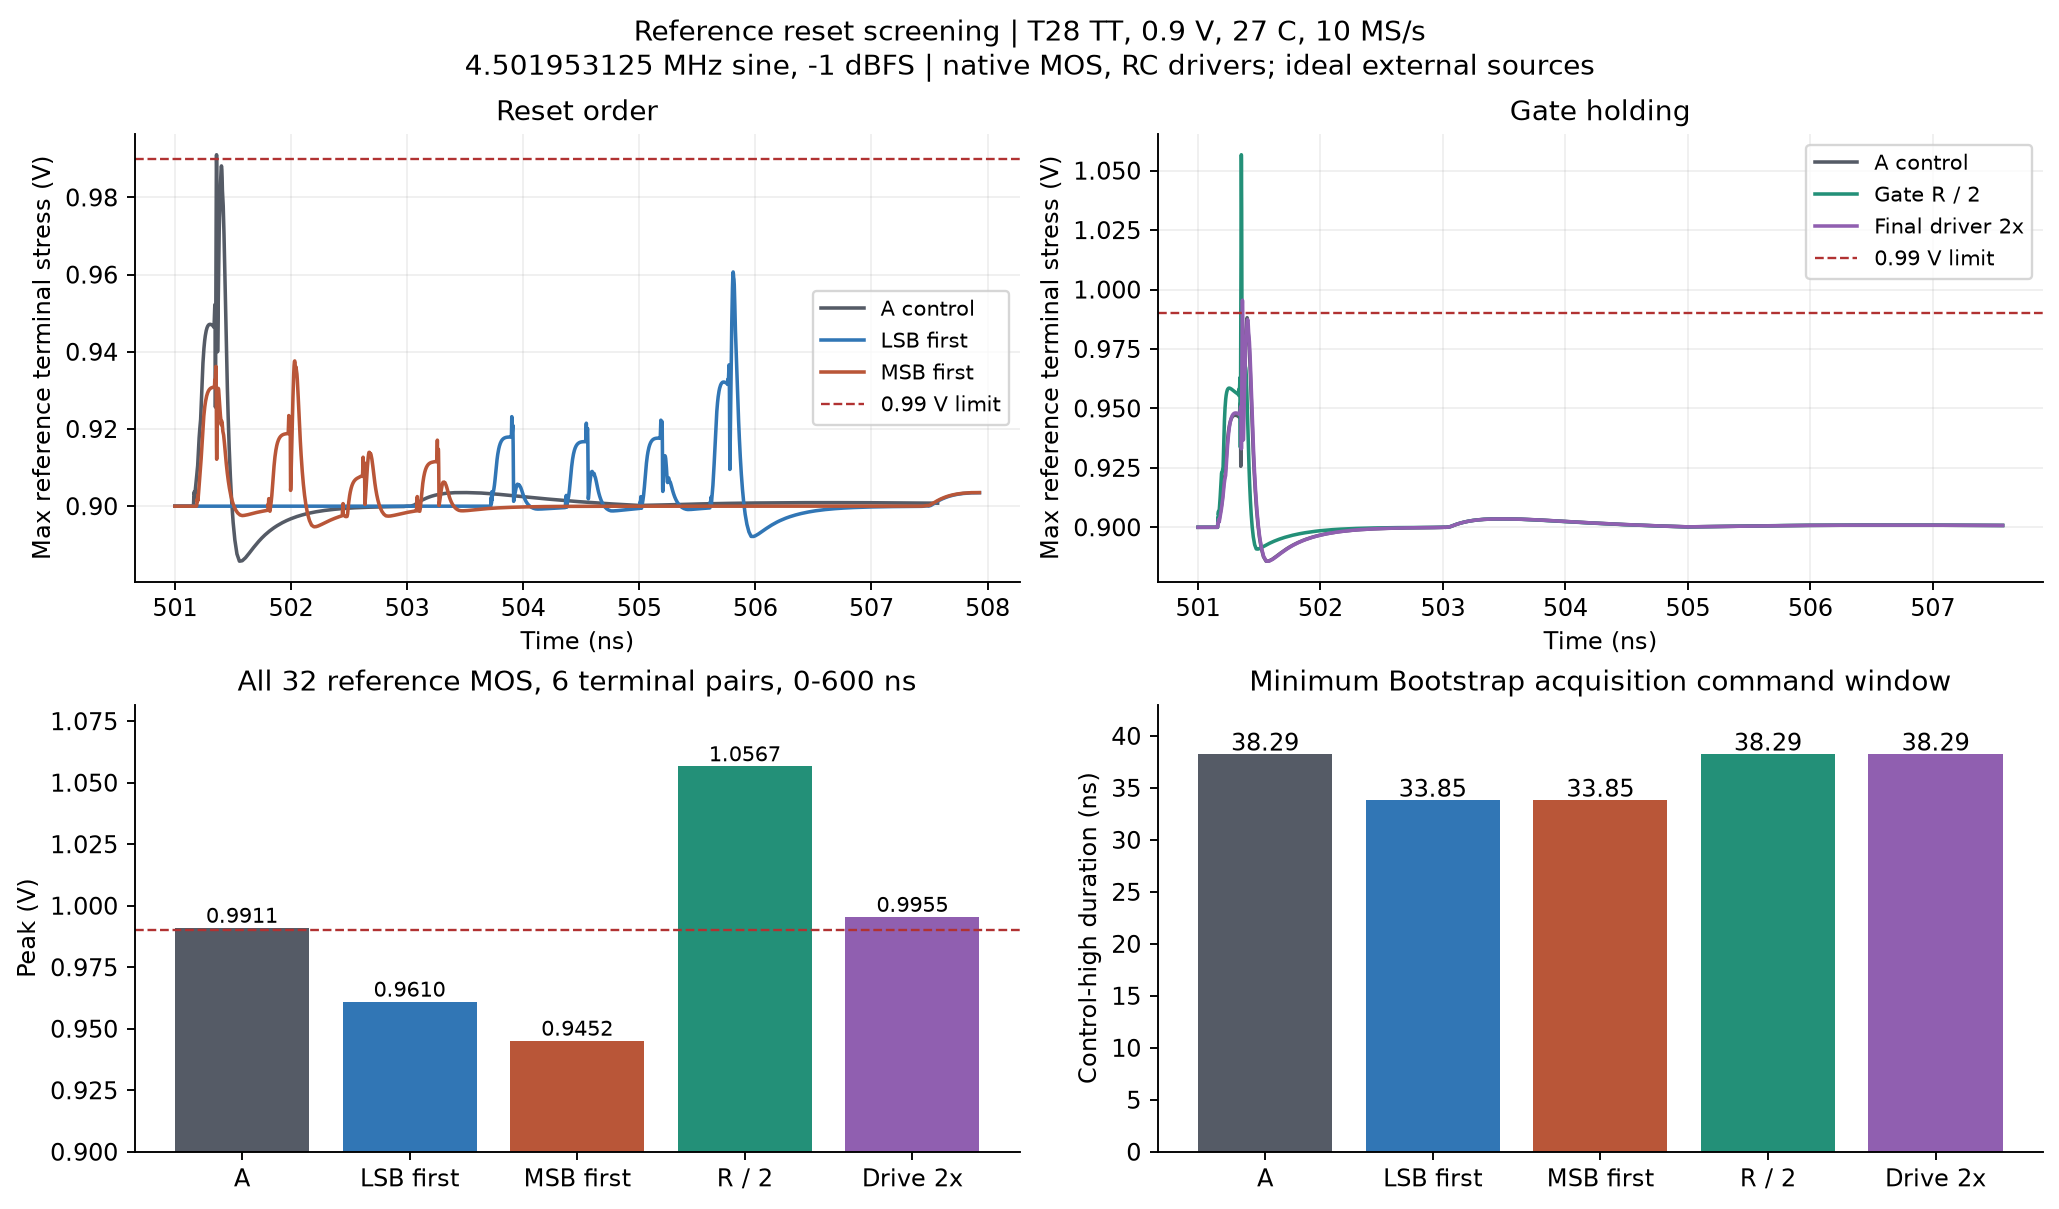 Reference reset screening | T28 TT, 0.9 V, 27 C, 10 MS/s
4.501953125 MHz sine, -1 dBFS | native MOS, RC drivers; ideal external sources
Reset order
Max reference terminal stress (V)
0.98
0.96
0.94
0.92
0.90
A control
LSB first
MSB first
0.99 V limit
501 502 503 504 505 506 507 508
Time (ns)
Gate holding
Max reference terminal stress (V)
1.050
1.025
1.000
0.975
0.950
0.925
0.900
A control
Gate R / 2
Final driver 2x
0.99 V limit
501 502 503 504 505 506 507
Time (ns)
All 32 reference MOS, 6 terminal pairs, 0-600 ns
Peak (V)
1.075
1.050
1.025
1.000
0.975
0.950
0.925
0.900
0.9911
0.9610
0.9452
1.0567
0.9955
A LSB first MSB first R / 2 Drive 2x
Minimum Bootstrap acquisition command window
Control-high duration (ns)
40
35
30
25
20
15
10
5
0
38.29
33.85
33.85
38.29
38.29
A LSB first MSB first R / 2 Drive 2x